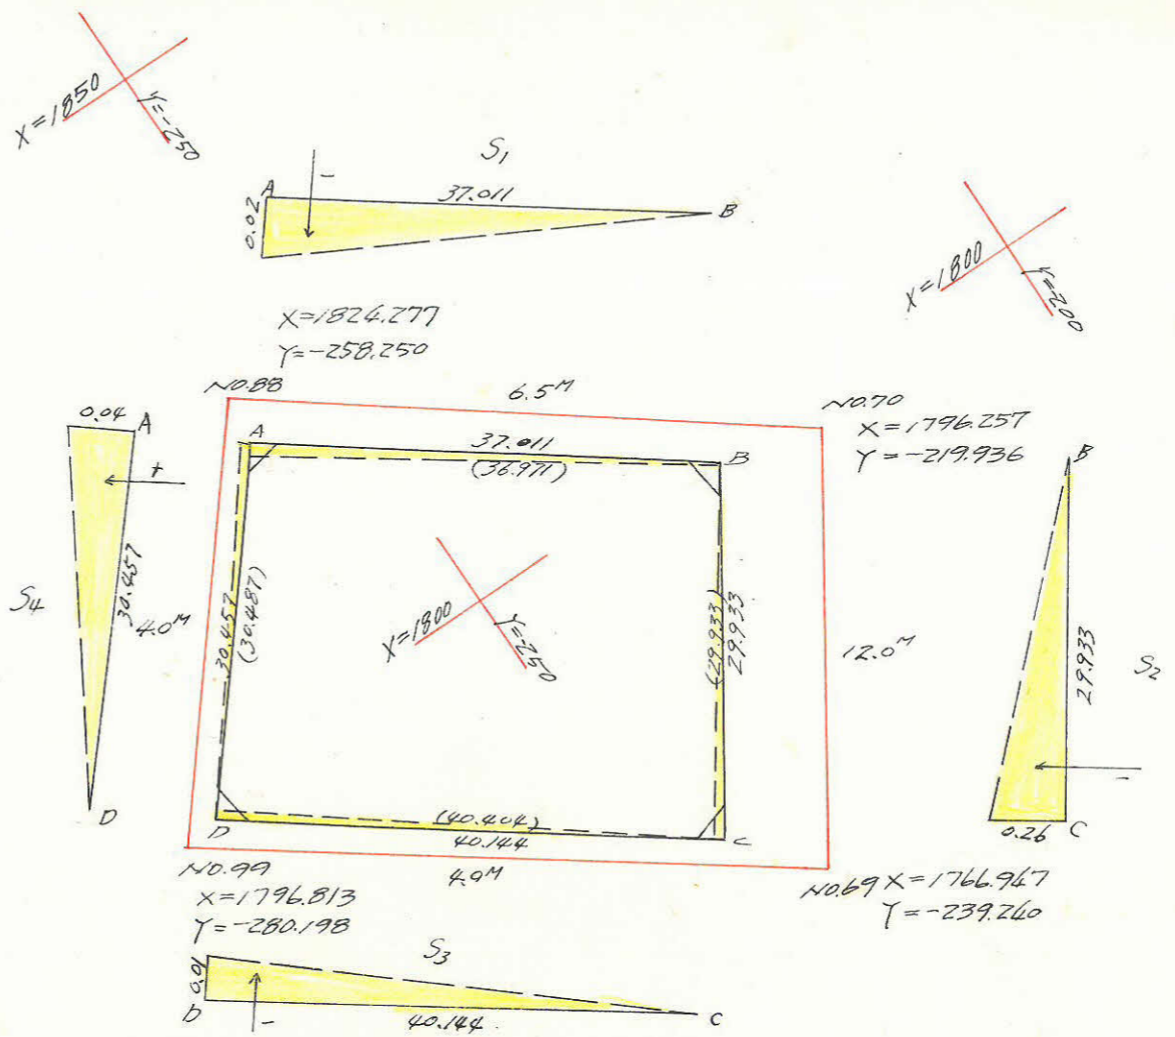 X=1850
Y=-250
S1
A
37.011
B
0.02
-
X=1800
Y=-200
X=1824.277
Y=-258.250
NO.88
6.5M
NO.70
X=1796.257
Y=-219.936
0.04
A
+
30.457
D
S4
4.0M
A
37.011
(36.971)
B
30.457
(30.487)
X=1800
Y=-250
(29.933)
29.933
12.0M
B
29.933
S2
-
0.26
C
D
(40.404)
40.144
C
NO.99
X=1796.813
Y=-280.198
4.9M
NO.69 X=1766.947
Y=-239.240
S3
0.01
D
-
40.144
C